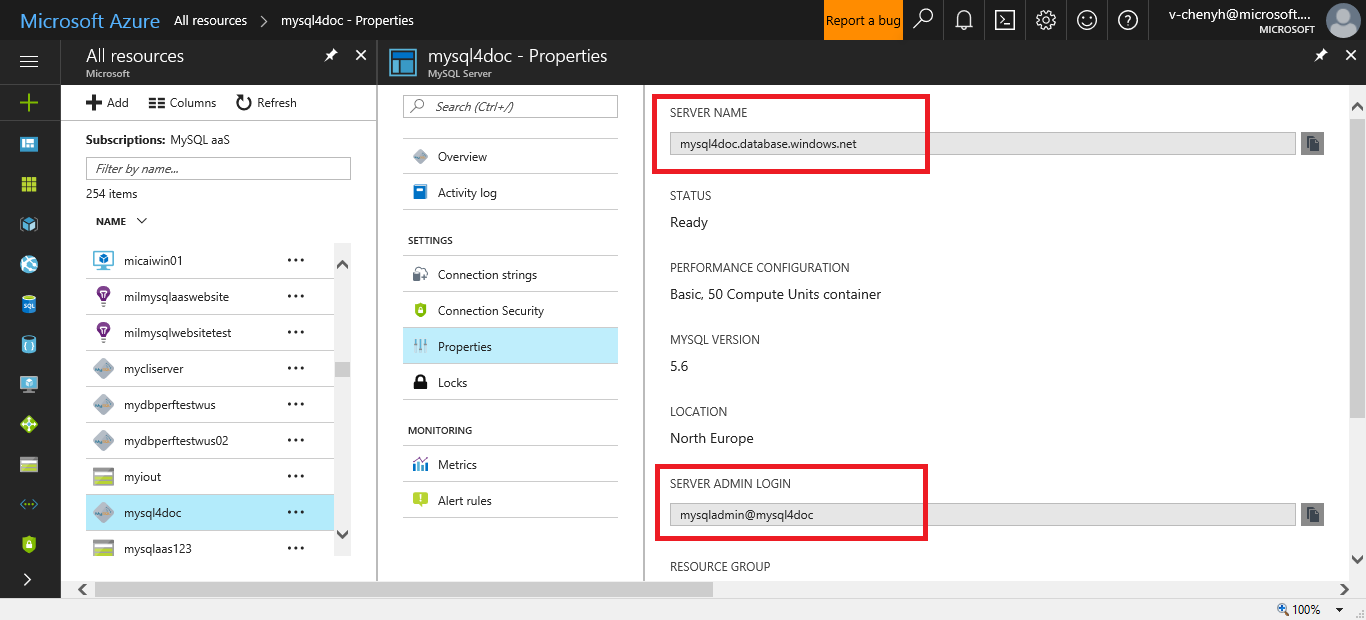 Microsoft Azure All resources > mysql4doc - Properties
Report a bug
v-chenyh@microsoft....
MICROSOFT
All resources
Microsoft
Add Columns Refresh
Subscriptions: MySQL aaS
Filter by name...
254 items
NAME
micaiwin01
milmysqlaaswebsite
milmysqlwebsitetest
mycliserver
mydbperftestwus
mydbperftestwus02
myiout
mysql4doc
mysqlaas123
mysql4doc - Properties
MySQL Server
Search (Ctrl+/)
Overview
Activity log
SETTINGS
Connection strings
Connection Security
Properties
Locks
MONITORING
Metrics
Alert rules
SERVER NAME
mysql4doc.database.windows.net
STATUS
Ready
PERFORMANCE CONFIGURATION
Basic, 50 Compute Units container
MYSQL VERSION
5.6
LOCATION
North Europe
SERVER ADMIN LOGIN
mysqladmin@mysql4doc
RESOURCE GROUP
100%